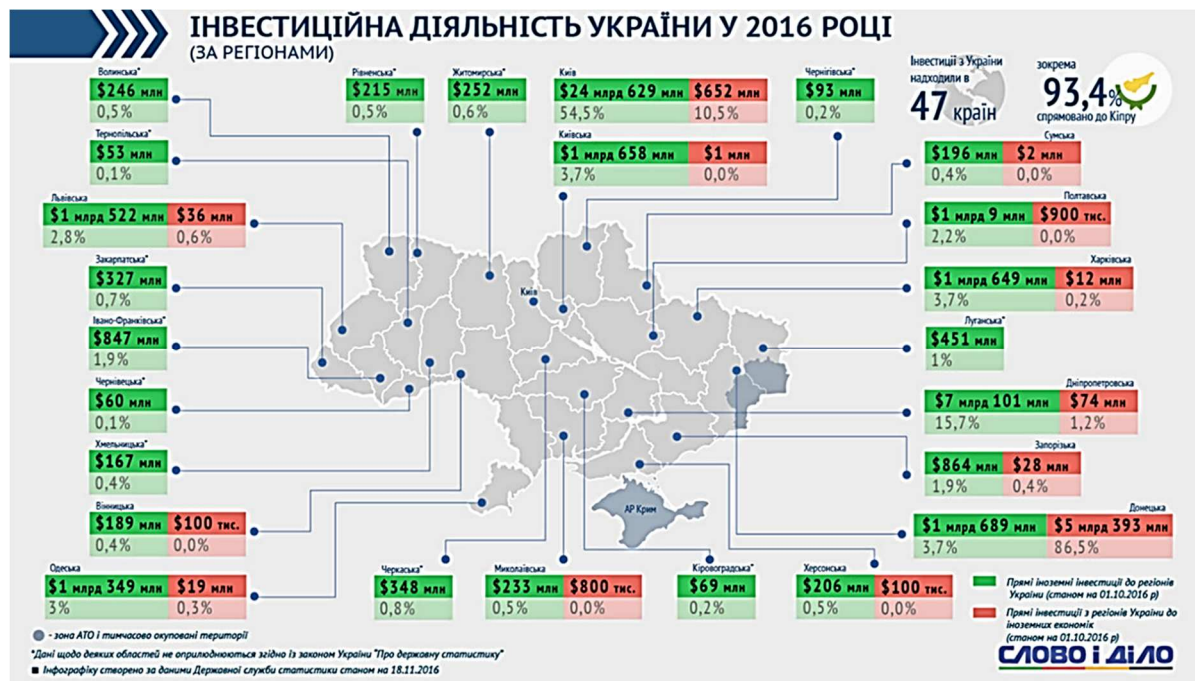 ІНВЕСТИЦІЙНА ДІЯЛЬНІСТЬ УКРАЇНИ У 2016 РОЦІ
(ЗА РЕГІОНАМИ)
Інвестиції з України
надходили в
47 країн
зокрема
93,4%
спрямовано до Кіпру
Волинська*
$246 млн
0,5%
Рівненська*
$215 млн
0,5%
Житомирська*
$252 млн
0,6%
Київ
$24 млрд 629 млн $652 млн
54,5% 10,5%
Чернігівська*
$93 млн
0,2%
Тернопільська*
$53 млн
0,1%
Київська
$1 млрд 658 млн $1 млн
3,7% 0,0%
Сумська
$196 млн $2 млн
0,4% 0,0%
Львівська
$1 млрд 522 млн $36 млн
2,8% 0,6%
Полтавська
$1 млрд 9 млн $900 тис.
2,2% 0,0%
Закарпатська*
$327 млн
0,7%
Харківська
$1 млрд 649 млн $12 млн
3,7% 0,2%
Івано-Франківська*
$847 млн
1,9%
Луганська*
$451 млн
1%
Чернівецька*
$60 млн
0,1%
Дніпропетровська
$7 млрд 101 млн $74 млн
15,7% 1,2%
Хмельницька*
$167 млн
0,4%
Запорізька
$864 млн $28 млн
1,9% 0,4%
Вінницька
$189 млн $100 тис.
0,4% 0,0%
Донецька
$1 млрд 689 млн $5 млрд 393 млн
3,7% 86,5%
Одеська
$1 млрд 349 млн $19 млн
3% 0,3%
Черкаська*
$348 млн
0,8%
Миколаївська
$233 млн $800 тис.
0,5% 0,0%
Кіровоградська*
$69 млн
0,2%
Херсонська
$206 млн $100 тис.
0,5% 0,0%
Київ
АР Крим
Прямі іноземні інвестиції до регіонів
України (станом на 01.10.2016 р)
Прямі інвестиції з регіонів України до
іноземних економік
(станом на 01.10.2016 р)
- зона АТО і тимчасово окуповані території
*Дані щодо деяких областей не оприлюднюються згідно із законом України "Про державну статистику"
Інфографіку створено за даними Державної служби статистики станом на 18.11.2016
СЛОВО і ДІЛО